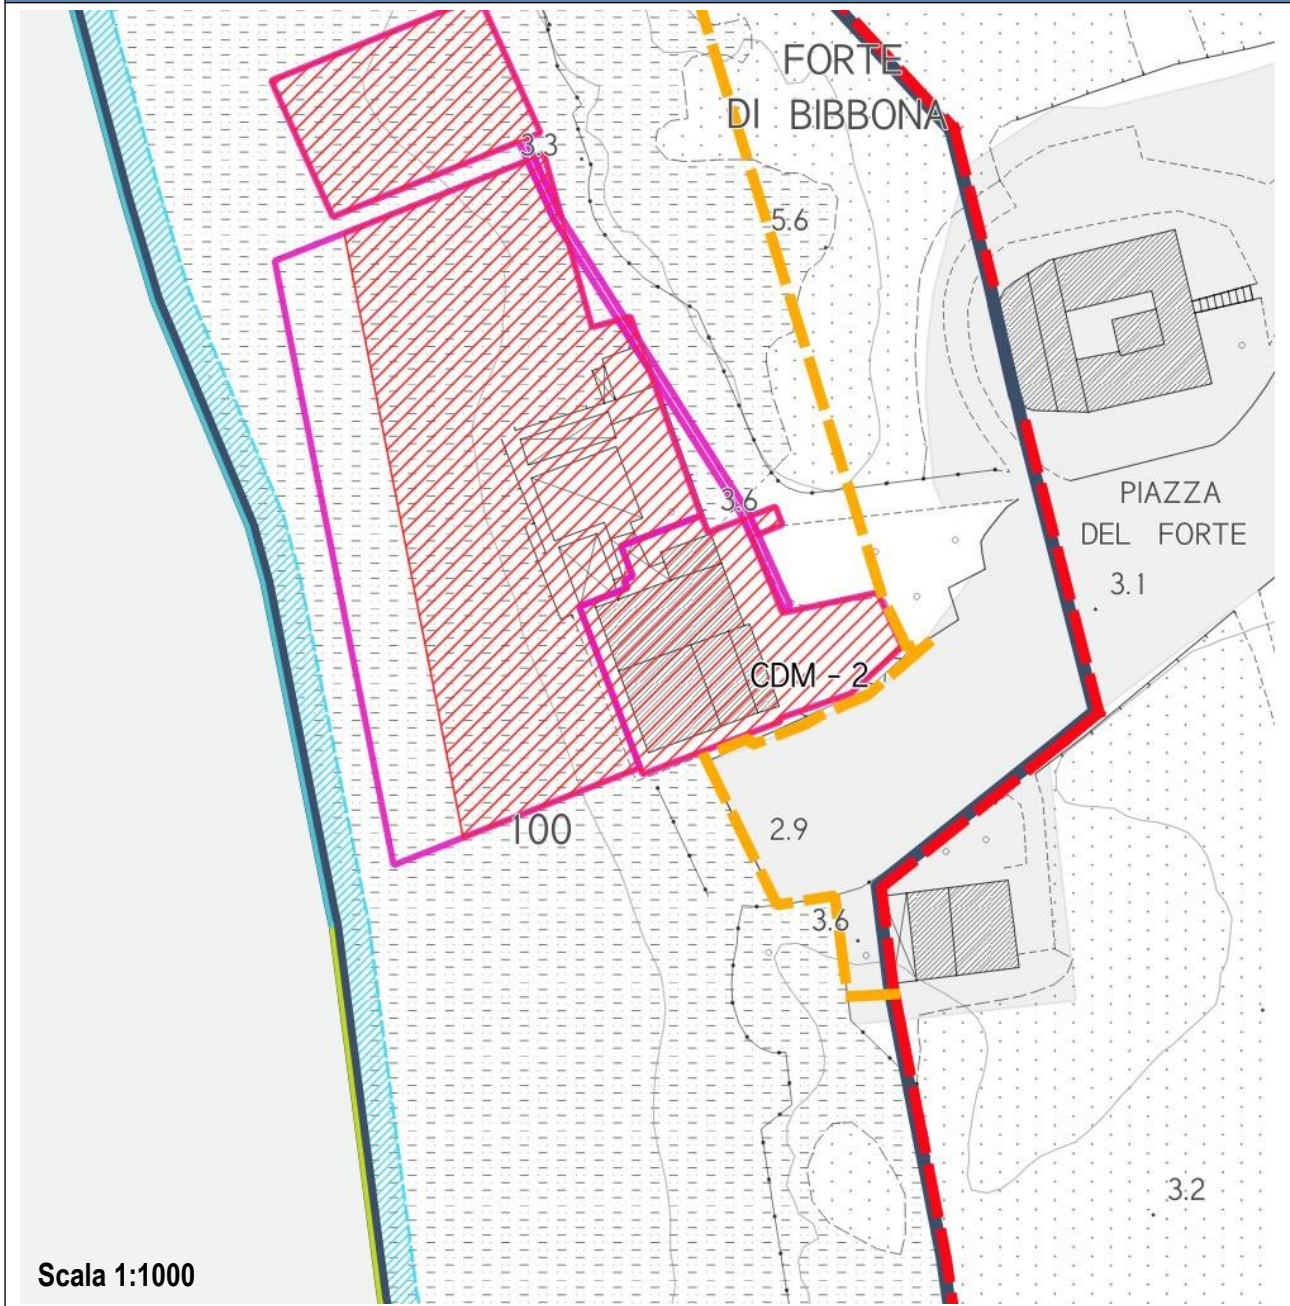 FORTE
DI BIBBONA
3.3
5.6
3.6
PIAZZA
DEL FORTE
3.1
CDM - 2
100
2.9
3.6
3.2
Scala 1:1000